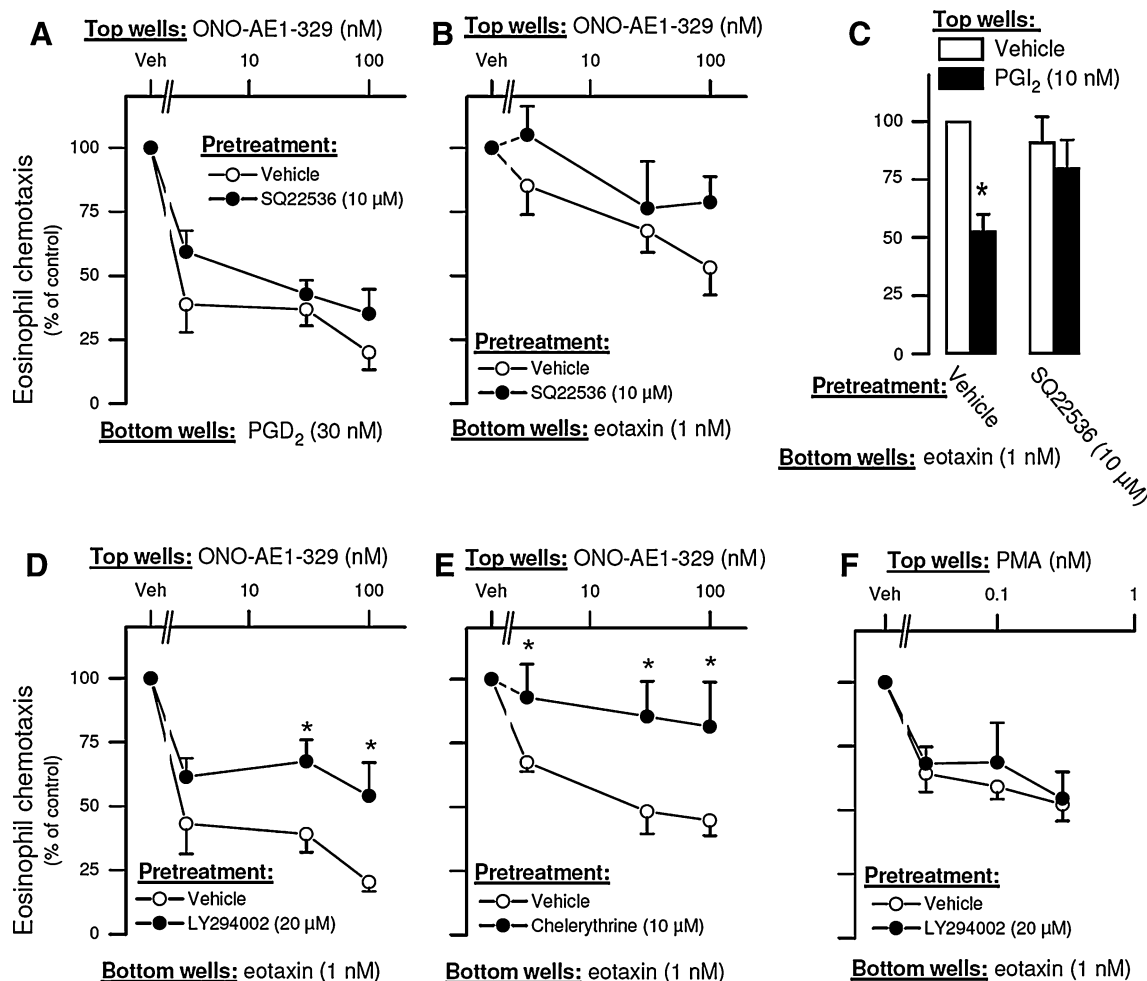 A
Top wells: ONO-AE1-329 (nM)
Veh 10 100
100
75
50
25
0
Eosinophil chemotaxis
(% of control)
Pretreatment:
Vehicle
SQ22536 (10 µM)
Bottom wells: PGD2 (30 nM)
B
Top wells: ONO-AE1-329 (nM)
Veh 10 100
Pretreatment:
Vehicle
SQ22536 (10 µM)
Bottom wells: eotaxin (1 nM)
C
Top wells:
Vehicle
PGI2 (10 nM)
100
75
50
25
0
*
Pretreatment:
Vehicle
SQ22536 (10 µM)
Bottom wells: eotaxin (1 nM)
D
Top wells: ONO-AE1-329 (nM)
Veh 10 100
100
75
50
25
0
Eosinophil chemotaxis
(% of control)
* *
Pretreatment:
Vehicle
LY294002 (20 µM)
Bottom wells: eotaxin (1 nM)
E
Top wells: ONO-AE1-329 (nM)
Veh 10 100
* * *
Pretreatment:
Vehicle
Chelerythrine (10 µM)
Bottom wells: eotaxin (1 nM)
F
Top wells: PMA (nM)
Veh 0.1 1
Pretreatment:
Vehicle
LY294002 (20 µM)
Bottom wells: eotaxin (1 nM)